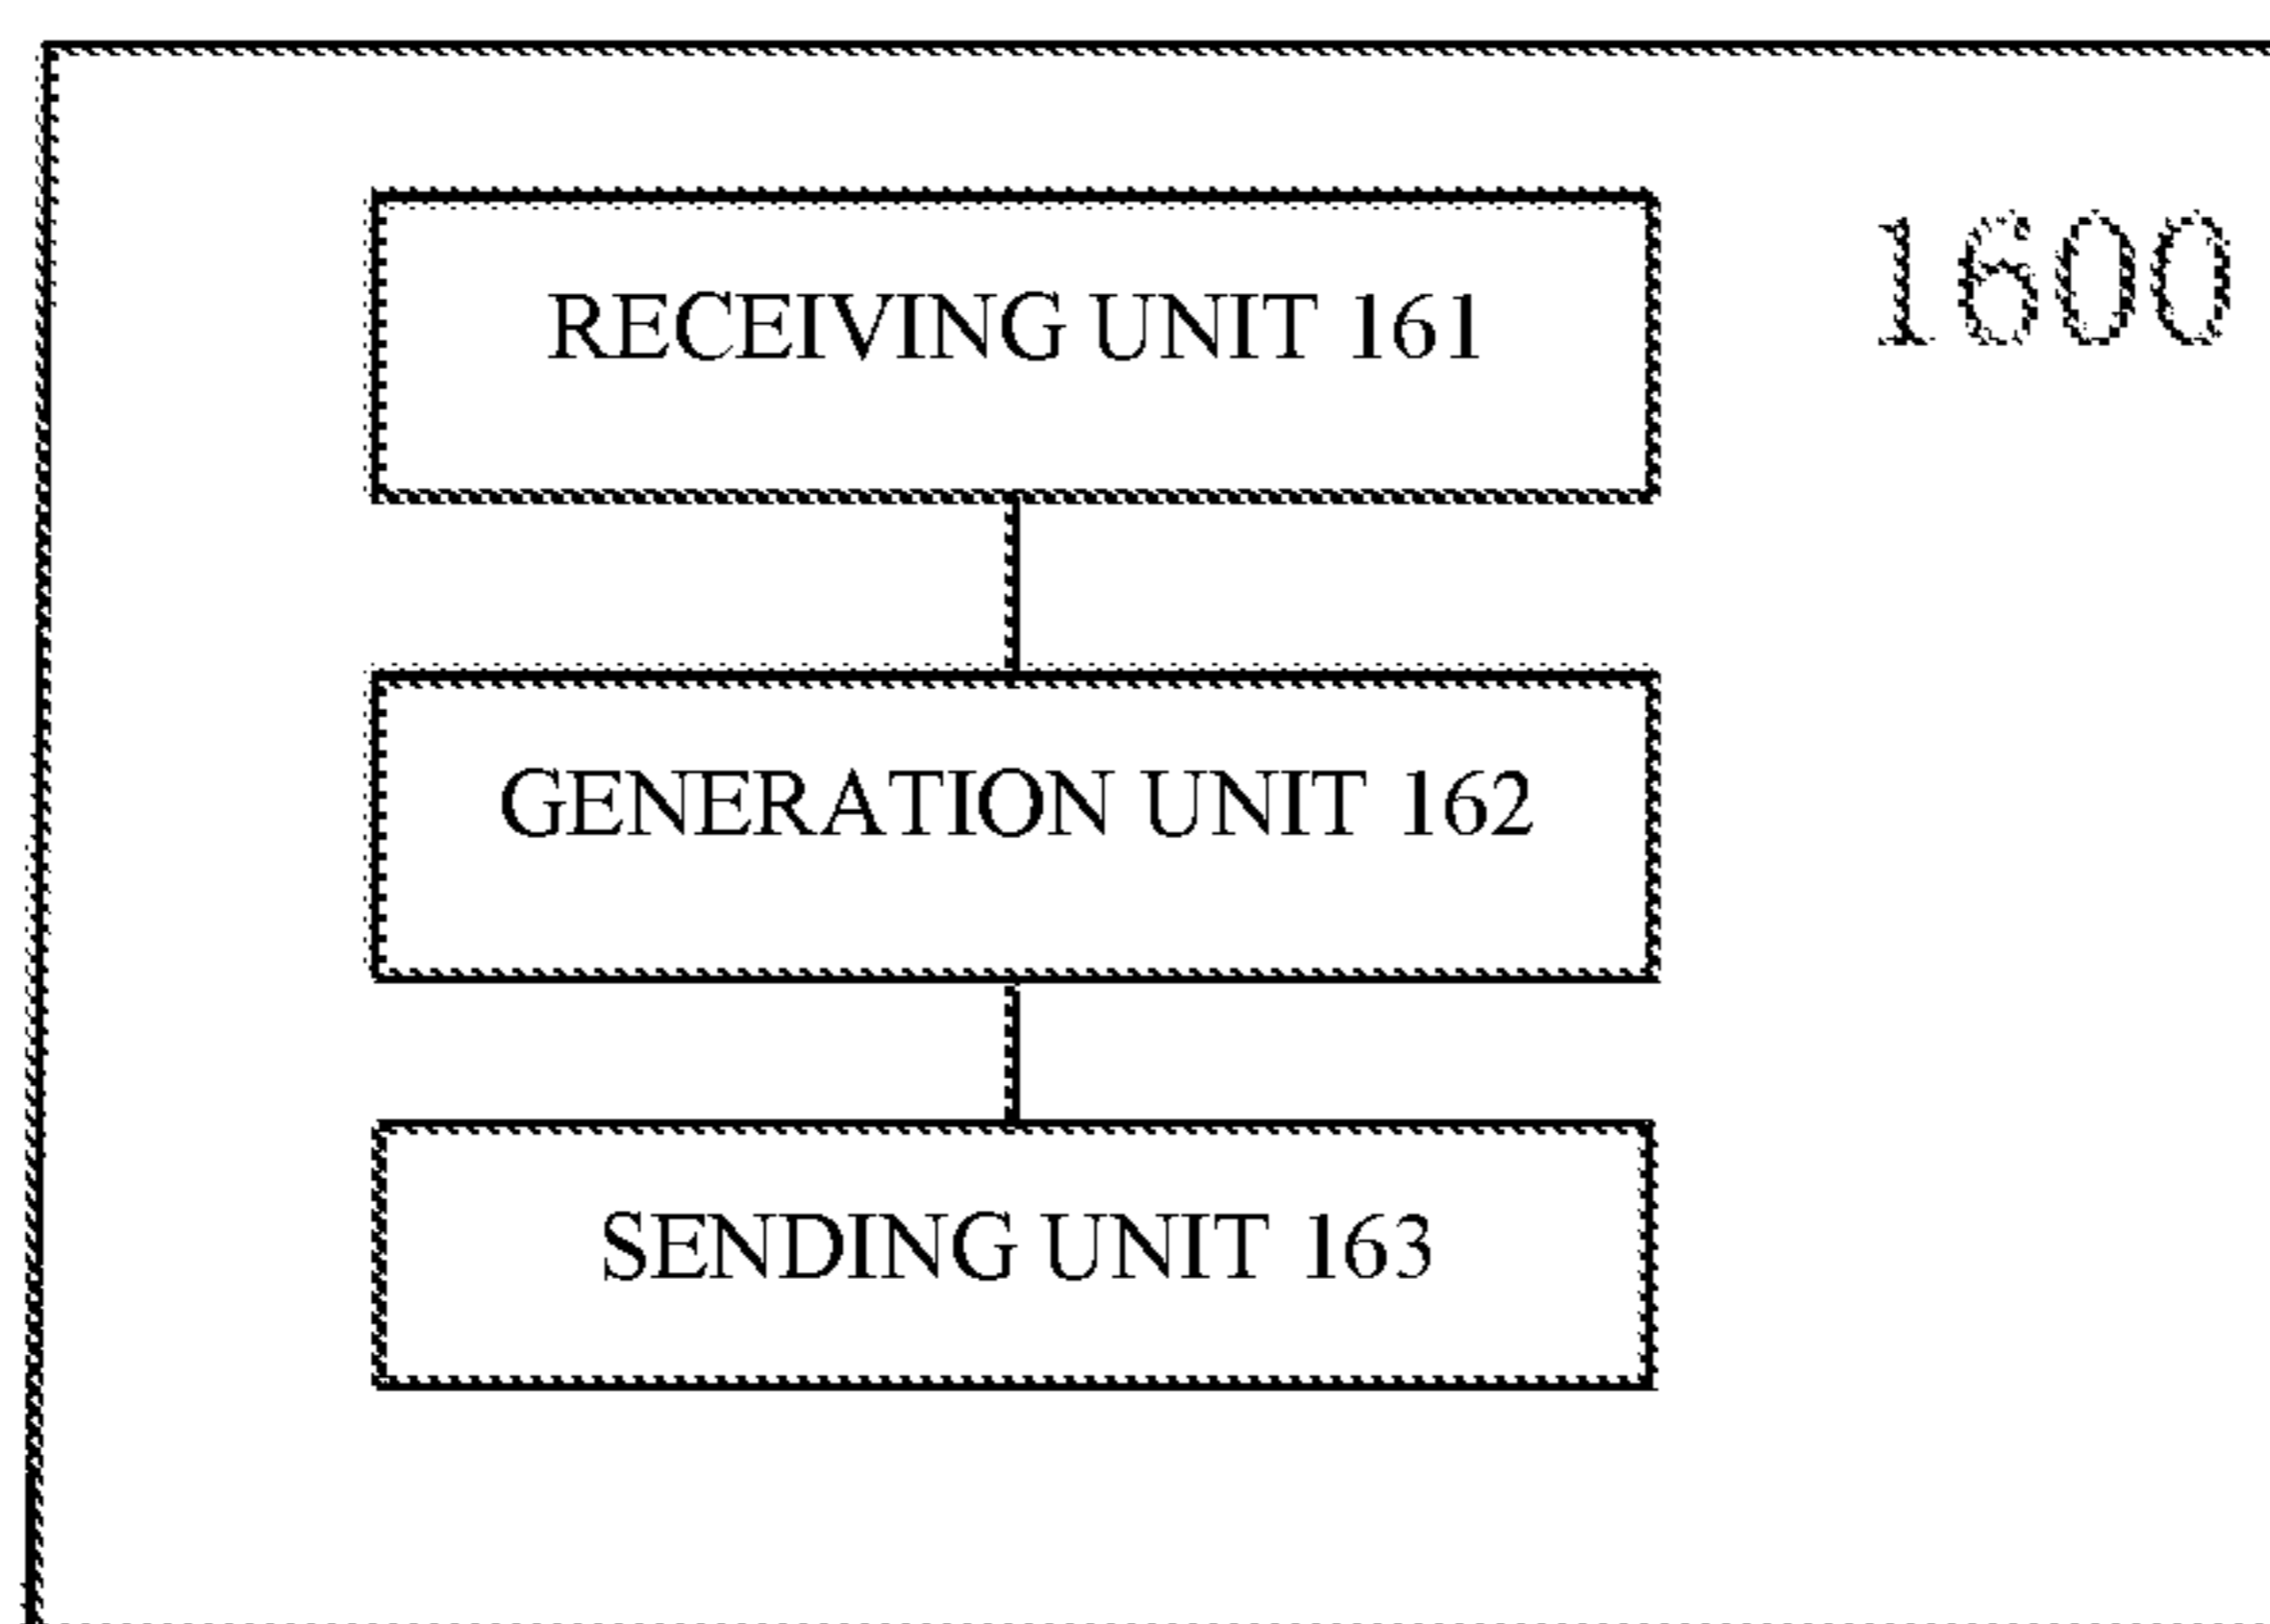 RECEIVING UNIT 161
1600
GENERATION UNIT 162
SENDING UNIT 163